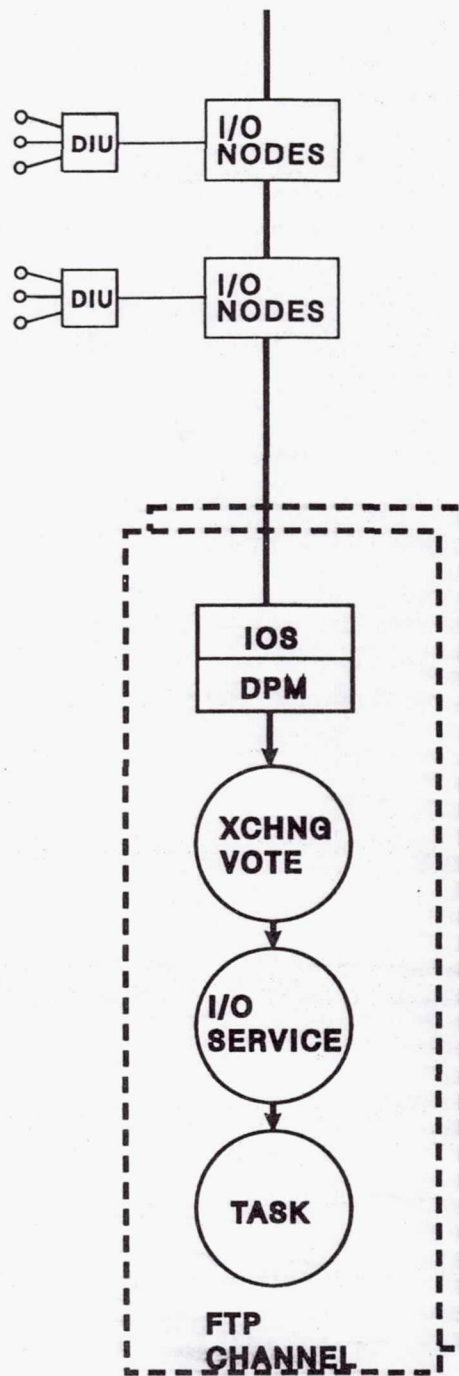 DIU
I/O
NODES
DIU
I/O
NODES
IOS
DPM
XCHNG
VOTE
I/O
SERVICE
TASK
FTP
CHANNEL